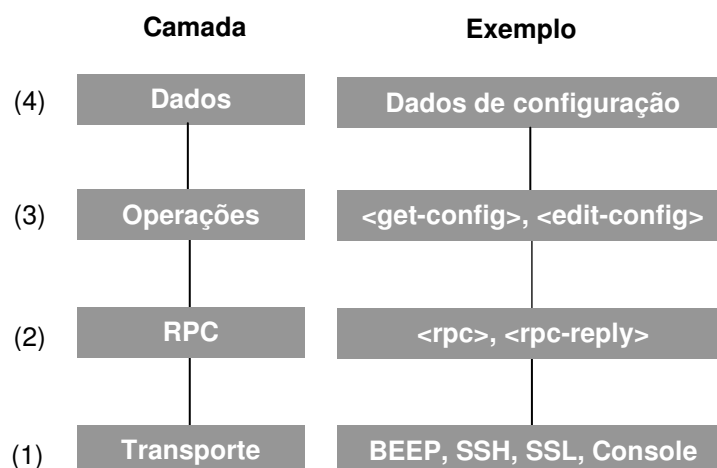 Camada Exemplo
(4) Dados Dados de configuração
(3) Operações <get-config>, <edit-config>
(2) RPC <rpc>, <rpc-reply>
(1) Transporte BEEP, SSH, SSL, Console